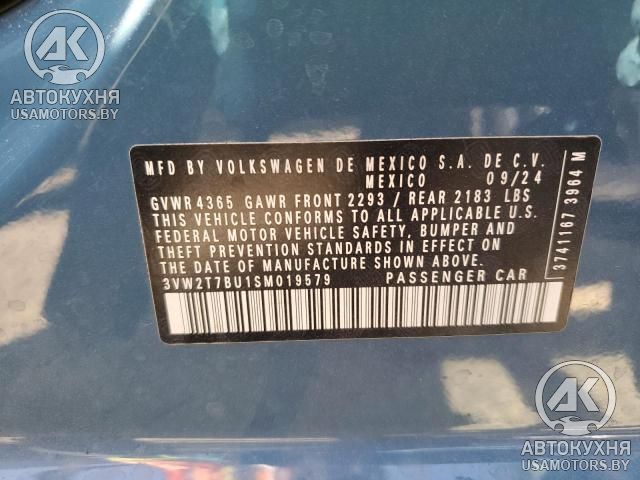 AK
АВТОКУХНЯ
USAMOTORS.BY
MFD BY VOLKSWAGEN DE MEXICO S.A. DE C.V.
MEXICO 09/24
GVWR 4365 GAWR FRONT 2293 / REAR 2183 LBS
THIS VEHICLE CONFORMS TO ALL APPLICABLE U.S.
FEDERAL MOTOR VEHICLE SAFETY, BUMPER AND
THEFT PREVENTION STANDARDS IN EFFECT ON
THE DATE OF MANUFACTURE SHOWN ABOVE.
3VW2T7BU1SM019579 PASSENGER CAR
3741167 3964 M
AK
АВТОКУХНЯ
USAMOTORS.BY